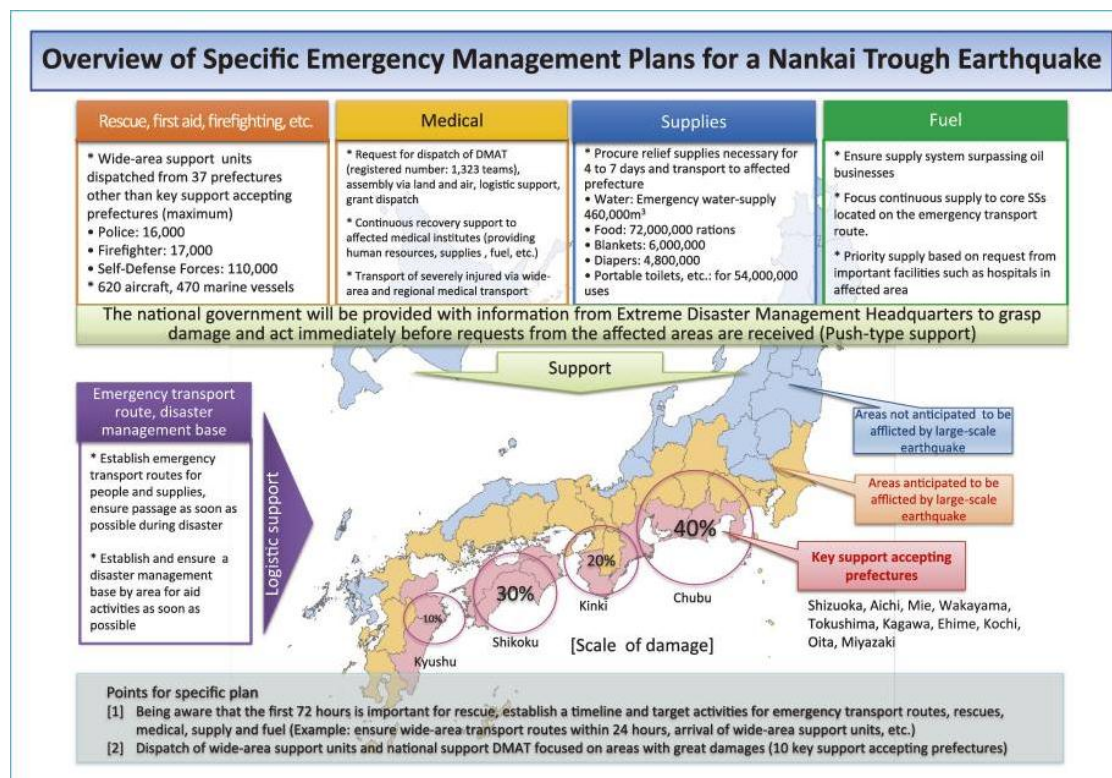 Overview of Specific Emergency Management Plans for a Nankai Trough Earthquake
Rescue, first aid, firefighting, etc.
* Wide-area support units
dispatched from 37 prefectures
other than key support accepting
prefectures (maximum)
• Police: 16,000
• Firefighter: 17,000
• Self-Defense Forces: 110,000
* 620 aircraft, 470 marine vessels
Medical
* Request for dispatch of DMAT
(registered number: 1,323 teams),
assembly via land and air, logistic support,
grant dispatch
* Continuous recovery support to
affected medical institutes (providing
human resources, supplies , fuel, etc.)
* Transport of severely injured via wide-
area and regional medical transport
Supplies
* Procure relief supplies necessary for
4 to 7 days and transport to affected
prefecture
• Water: Emergency water-supply
460,000m³
• Food: 72,000,000 rations
• Blankets: 6,000,000
• Diapers: 4,800,000
• Portable toilets, etc.: for 54,000,000
uses
Fuel
* Ensure supply system surpassing oil
businesses
* Focus continuous supply to core SSs
located on the emergency transport
route.
* Priority supply based on request from
important facilities such as hospitals in
affected area
The national government will be provided with information from Extreme Disaster Management Headquarters to grasp
damage and act immediately before requests from the affected areas are received (Push-type support)
Support
Emergency transport
route, disaster
management base
* Establish emergency
transport routes for
people and supplies,
ensure passage as soon as
possible during disaster
* Establish and ensure a
disaster management
base by area for aid
activities as soon as
possible
Logistic support
Areas not anticipated to be
afflicted by large-scale
earthquake
Areas anticipated to be
afflicted by large-scale
earthquake
Key support accepting
prefectures
Shizuoka, Aichi, Mie, Wakayama,
Tokushima, Kagawa, Ehime, Kochi,
Oita, Miyazaki
40%
Chubu
20%
Kinki
30%
Shikoku
10%
Kyushu
[Scale of damage]
Points for specific plan
[1] Being aware that the first 72 hours is important for rescue, establish a timeline and target activities for emergency transport routes, rescues,
medical, supply and fuel (Example: ensure wide-area transport routes within 24 hours, arrival of wide-area support units, etc.)
[2] Dispatch of wide-area support units and national support DMAT focused on areas with great damages (10 key support accepting prefectures)